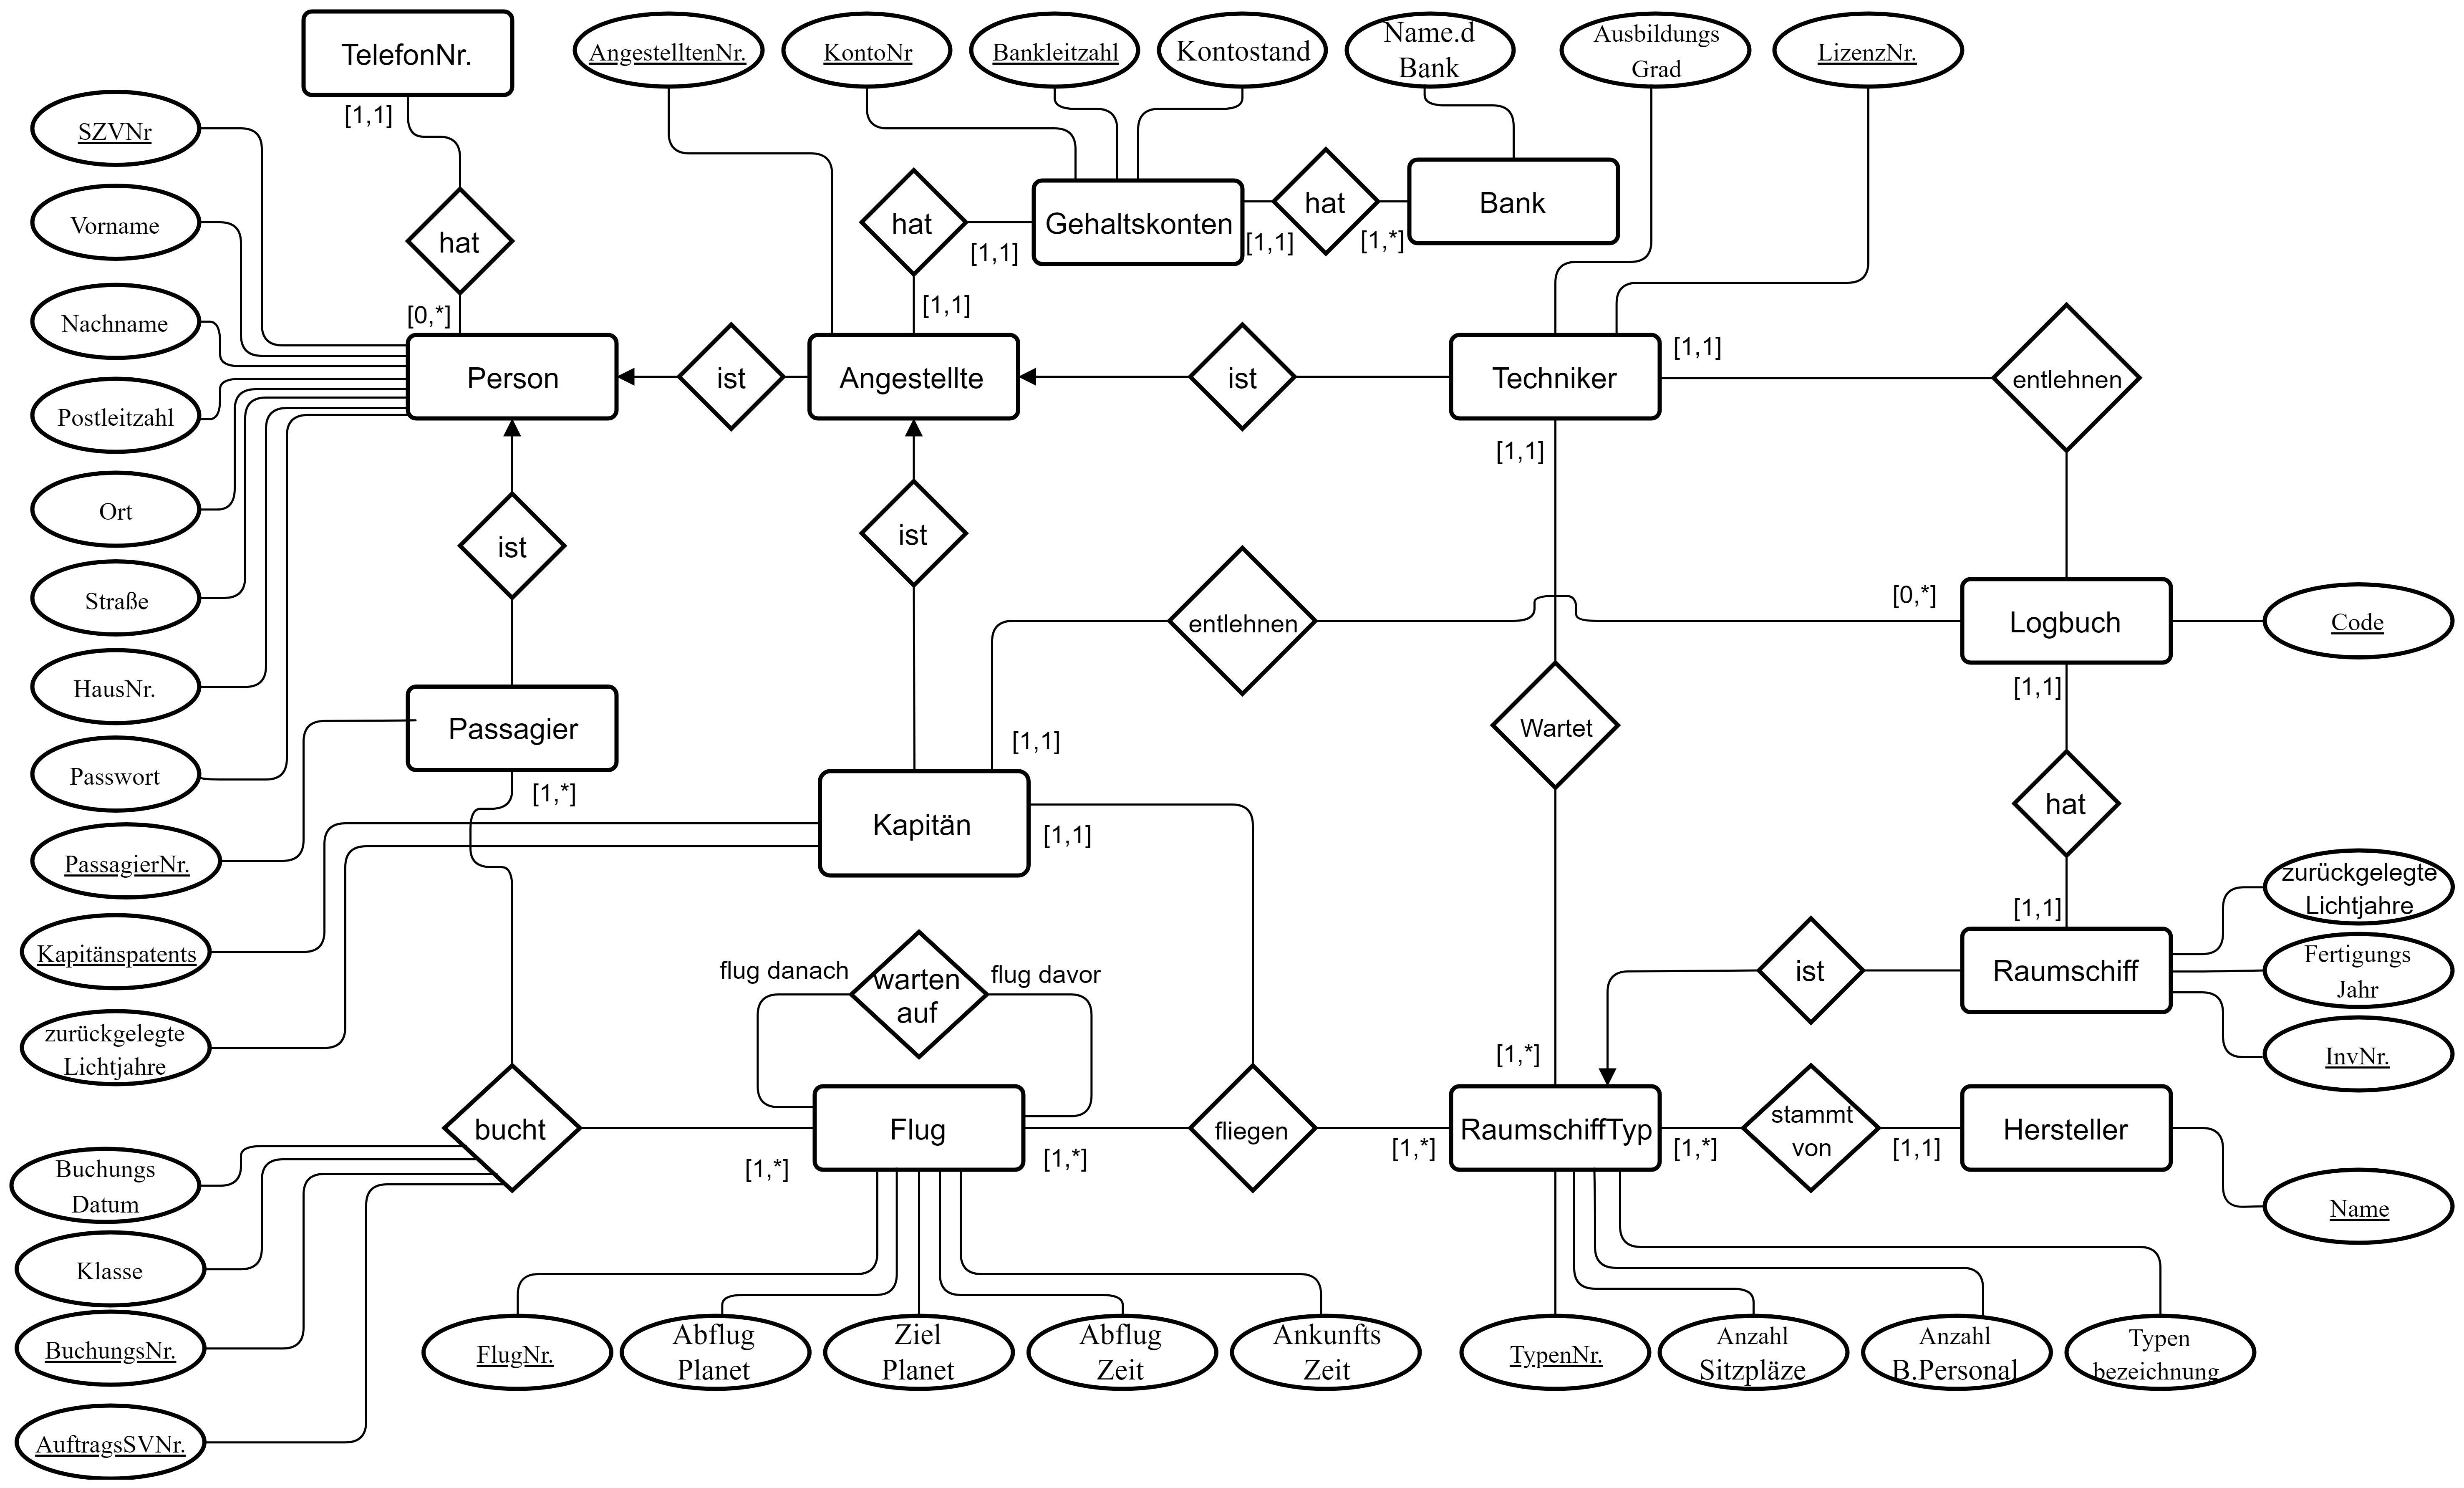 TelefonNr.
AngestelltenNr.
KontoNr
Bankleitzahl
Kontostand
Name.d
Bank
Ausbildungs
Grad
LizenzNr.
[1,1]
SZVNr
Vorname
hat
hat
Gehaltskonten
hat
Bank
[1,1]
[1,1]
[1,*]
[1,1]
[0,*]
Nachname
Person
ist
Angestellte
ist
Techniker
[1,1]
entlehnen
Postleitzahl
[1,1]
Ort
ist
ist
Straße
entlehnen
[0,*]
Logbuch
Code
HausNr.
[1,1]
Passagier
[1,1]
Wartet
Passwort
[1,*]
Kapitän
[1,1]
hat
PassagierNr.
zurückgelegte
Lichtjahre
[1,1]
Kapitänspatents
flug danach
warten
auf
flug davor
ist
Raumschiff
Fertigungs
Jahr
zurückgelegte
Lichtjahre
[1,*]
InvNr.
bucht
Flug
fliegen
RaumschiffTyp
stammt
von
Hersteller
[1,*]
[1,*]
[1,*]
[1,*]
[1,1]
Buchungs
Datum
Name
Klasse
BuchungsNr.
FlugNr.
Abflug
Planet
Ziel
Planet
Abflug
Zeit
Ankunfts
Zeit
TypenNr.
Anzahl
Sitzpläze
Anzahl
B.Personal
Typen
bezeichnung
AuftragsSVNr.